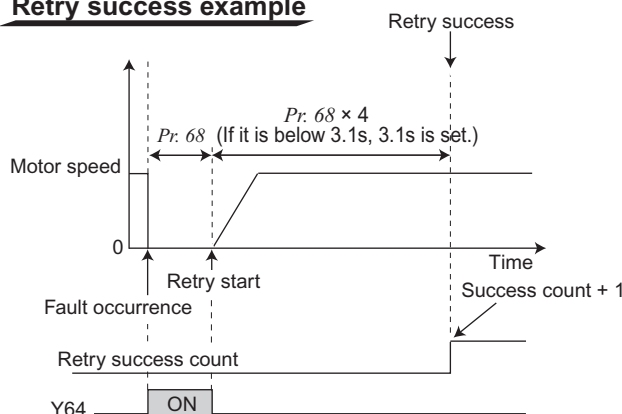 Retry success example
Retry success
Pr. 68 × 4
Pr. 68
(If it is below 3.1s, 3.1s is set.)
Motor speed
0
Time
Retry start
Success count + 1
Fault occurrence
Retry success count
Y64
ON